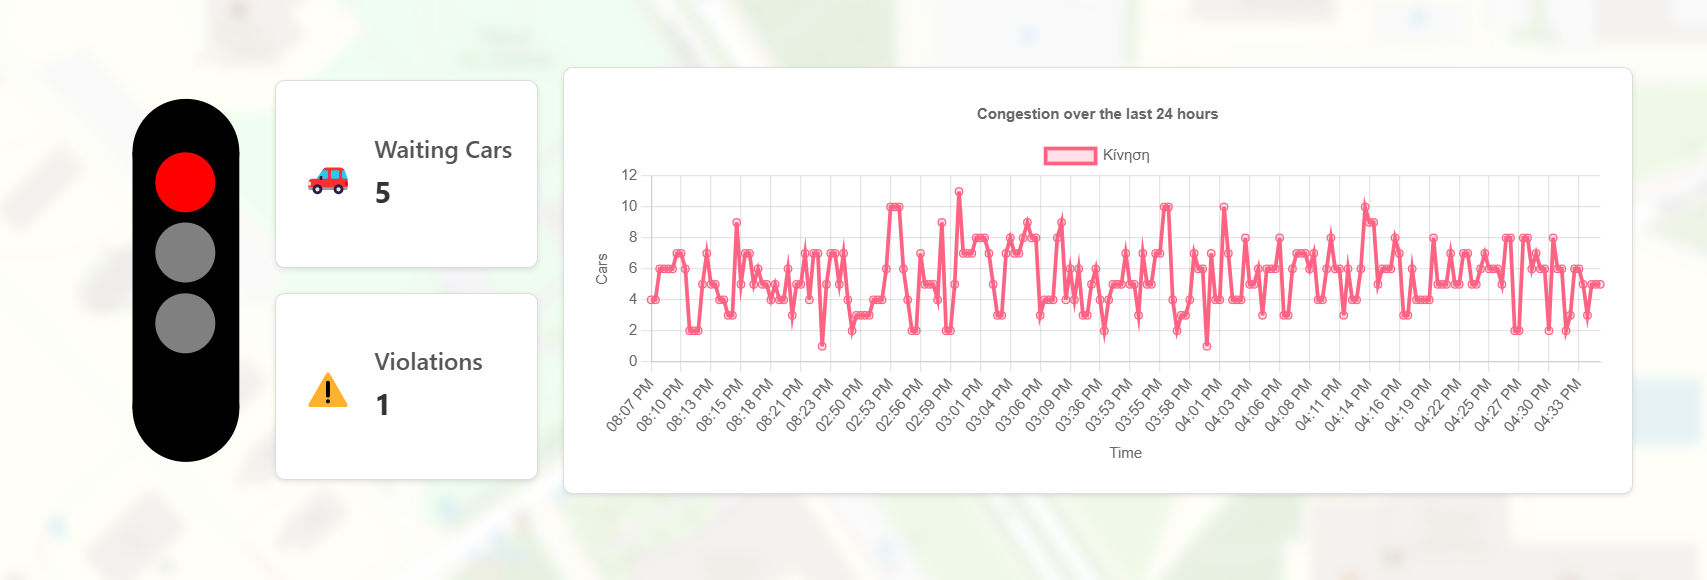 Waiting Cars
5
Violations
1
Congestion over the last 24 hours
Κίνηση
12
10
8
6
4
2
0
Cars
08:07 PM
08:10 PM
08:13 PM
08:15 PM
08:18 PM
08:21 PM
08:23 PM
02:50 PM
02:53 PM
02:56 PM
02:59 PM
03:01 PM
03:04 PM
03:06 PM
03:09 PM
03:36 PM
03:53 PM
03:55 PM
03:58 PM
04:01 PM
04:03 PM
04:06 PM
04:08 PM
04:11 PM
04:14 PM
04:16 PM
04:19 PM
04:22 PM
04:25 PM
04:27 PM
04:30 PM
04:33 PM
Time